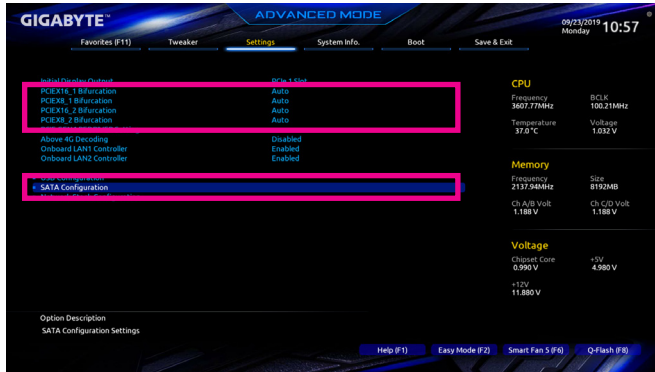 GIGABYTE™
ADVANCED MODE
09/23/2019
Monday
10:57
Favorites (F11) Tweaker Settings System Info. Boot Save & Exit
Initial Display Output PCIe 1 Slot
PCIEX16_1 Bifurcation Auto
PCIEX8_1 Bifurcation Auto
PCIEX16_2 Bifurcation Auto
PCIEX8_2 Bifurcation Auto
Above 4G Decoding Disabled
Onboard LAN1 Controller Enabled
Onboard LAN2 Controller Enabled
USB Configuration
SATA Configuration
CPU
Frequency BCLK
3607.77MHz 100.21MHz
Temperature Voltage
37.0 °C 1.032 V
Memory
Frequency Size
2137.94MHz 8192MB
Ch A/B Volt Ch C/D Volt
1.188 V 1.188 V
Voltage
Chipset Core +5V
0.990 V 4.980 V
+12V
11.880 V
Option Description
SATA Configuration Settings
Help (F1) Easy Mode (F2) Smart Fan 5 (F6) Q-Flash (F8)